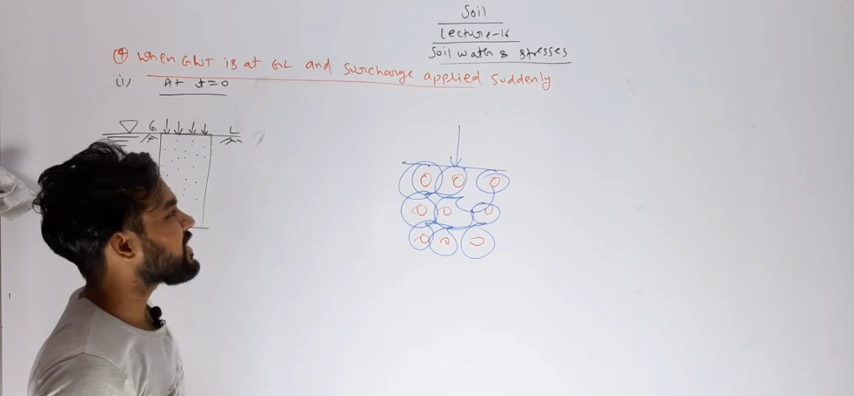 Soil
Lecture-16
Soil water & stresses
④ When GWT is at GL and surcharge applied suddenly
(i) At t=0
G L